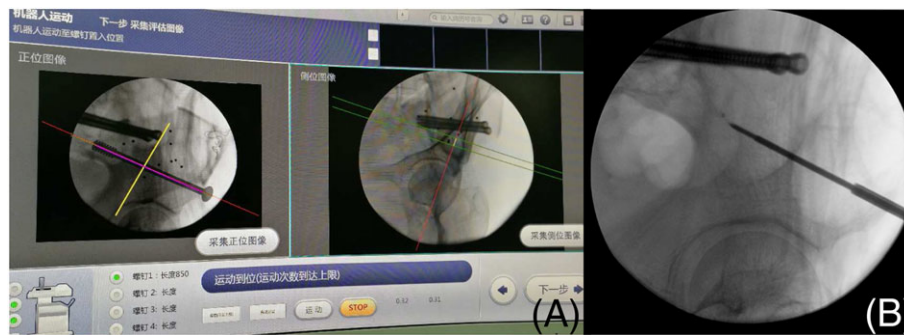 机器人运动
下一步 采集评估图像
机器人运动至螺钉置入位置
正位图像
侧位图像
采集正位图像
采集侧位图像
螺钉1：长度850
螺钉 2: 长度
螺钉 3: 长度
螺钉 4: 长度
运动到位(运动次数到达上限)
运动
STOP
下一步
(A)
(B)